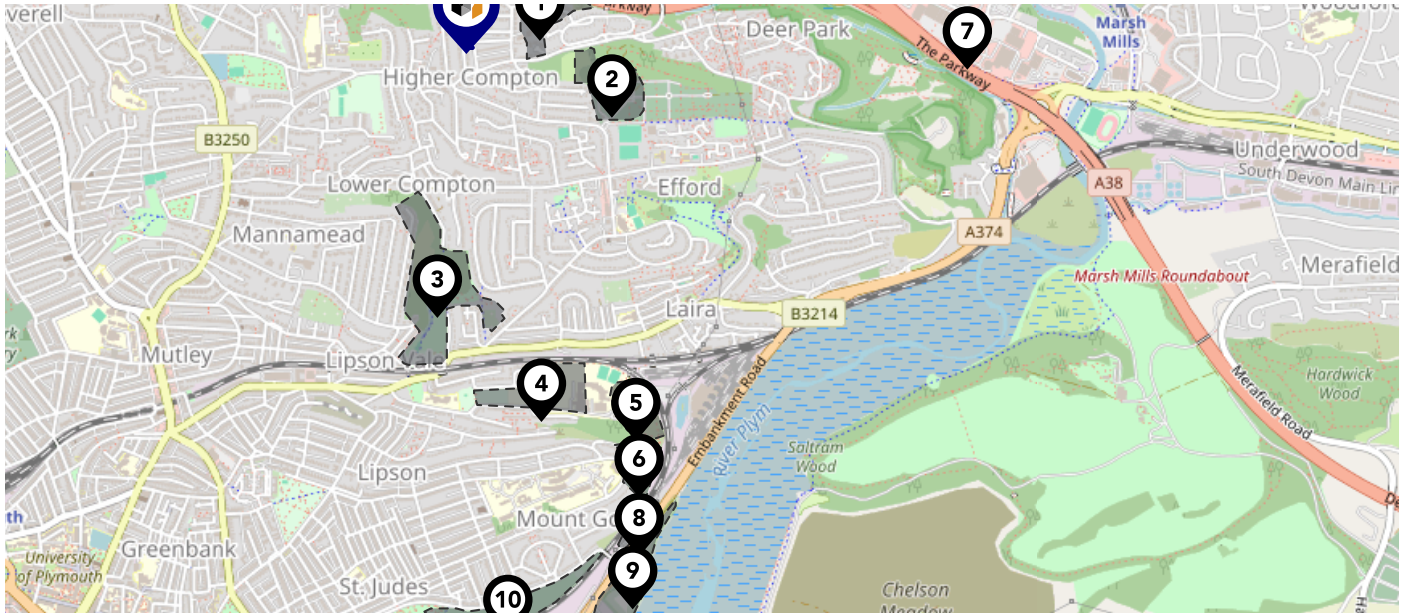 verell
1
Parkway
Deer Park
7
Marsh
Mills
The Parkway
Higher Compton
2
B3250
Underwood
South Devon Main Lin
Lower Compton
Efford
A38
Mannamead
A374
Merafield
3
Marsh Mills Roundabout
Laira
B3214
Mutley
Lipson Vale
4
5
Embankment Road
River Plym
Merafield Road
Hardwick
Wood
Saltram
Wood
6
Lipson
8
Mount Go
th
Greenbank
University
of Plymouth
St. Judes
9
10
Chelson
Meadow